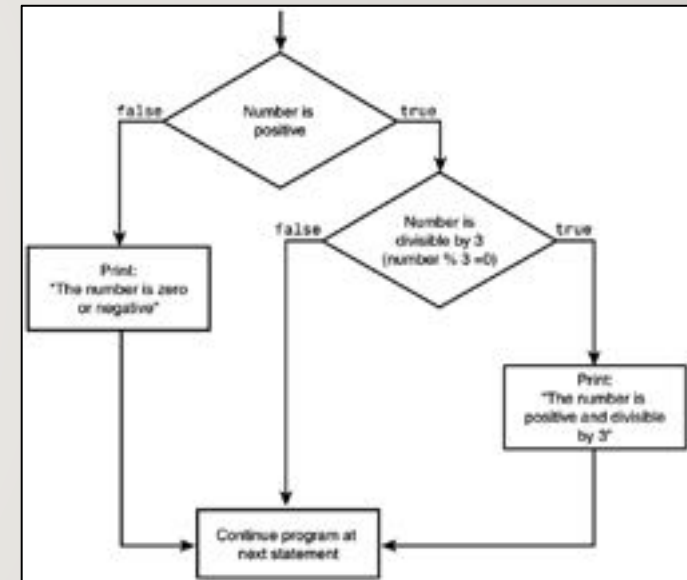 Number is
positive
false
true
Number is
divisible by 3
(number % 3 =0)
false
true
Print:
"The number is zero
or negative"
Print:
"The number is
positive and divisible
by 3"
Continue program at
next statement